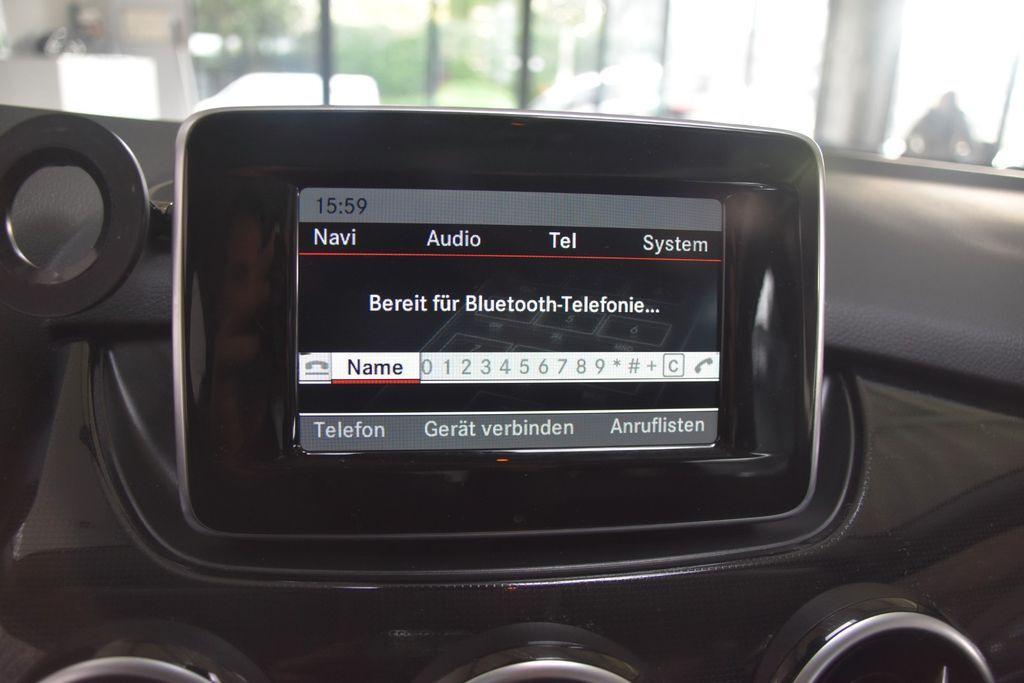 15:59
Navi Audio Tel System
Bereit für Bluetooth-Telefonie...
Name 0 1 2 3 4 5 6 7 8 9 * # + C
Telefon Gerät verbinden Anruflisten